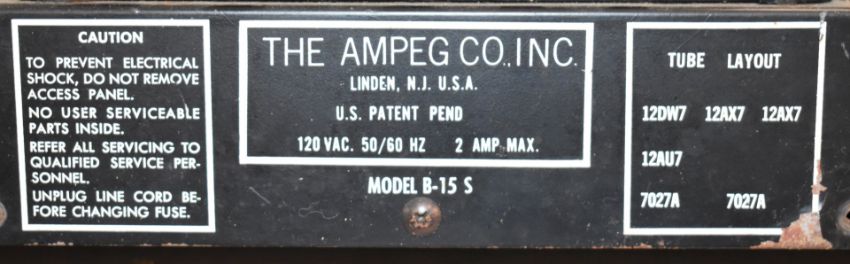 CAUTION
TO PREVENT ELECTRICAL
SHOCK, DO NOT REMOVE
ACCESS PANEL.
NO USER SERVICEABLE
PARTS INSIDE.
REFER ALL SERVICING TO
QUALIFIED SERVICE PER-
SONNEL.
UNPLUG LINE CORD BE-
FORE CHANGING FUSE.
THE AMPEG CO., INC.
LINDEN, N.J. U.S.A.
U.S. PATENT PEND
120 VAC. 50/60 HZ 2 AMP MAX.
MODEL B-15 S
TUBE LAYOUT
12DW7 12AX7 12AX7
12AU7
7027A 7027A